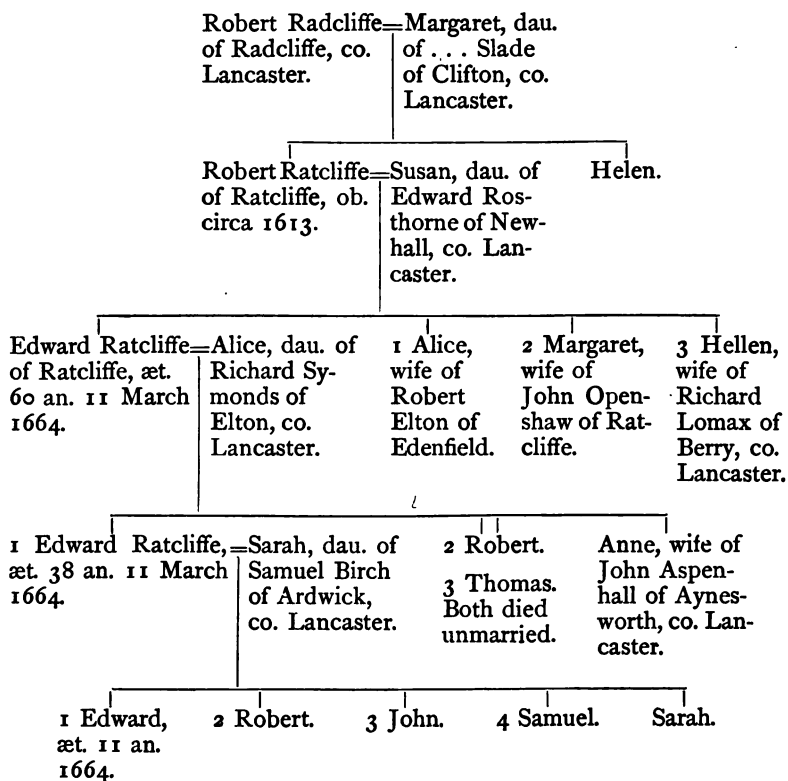 Robert Radcliffe=Margaret, dau.
of Radcliffe, co. of . . . Slade
Lancaster. of Clifton, co.
Lancaster.
Robert Ratcliffe=Susan, dau. of Helen.
of Ratcliffe, ob. Edward Ros-
circa 1613. thorne of New-
hall, co. Lan-
caster.
Edward Ratcliffe=Alice, dau. of 1 Alice, 2 Margaret, 3 Hellen,
of Ratcliffe, æt. Richard Sy- wife of wife of wife of
60 an. 11 March monds of Robert John Open- Richard
1664. Elton, co. Elton of shaw of Rat- Lomax of
Lancaster. Edenfield. cliffe. Berry, co.
Lancaster.
1 Edward Ratcliffe,=Sarah, dau. of 2 Robert. Anne, wife of
æt. 38 an. 11 March Samuel Birch 3 Thomas. John Aspen-
1664. of Ardwick, Both died hall of Aynes-
co. Lancaster. unmarried. worth, co. Lan-
caster.
1 Edward, 2 Robert. 3 John. 4 Samuel. Sarah.
æt. 11 an.
1664.